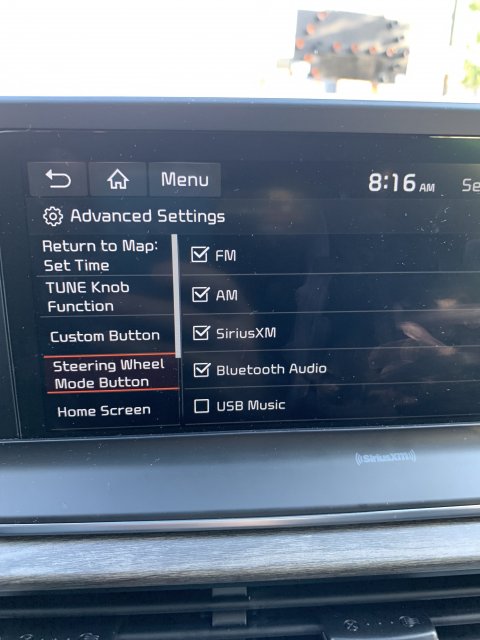 Menu
8:16 AM
Se
Advanced Settings
Return to Map:
Set Time
TUNE Knob
Function
Custom Button
Steering Wheel
Mode Button
Home Screen
FM
AM
SiriusXM
Bluetooth Audio
USB Music
((SiriusXM))